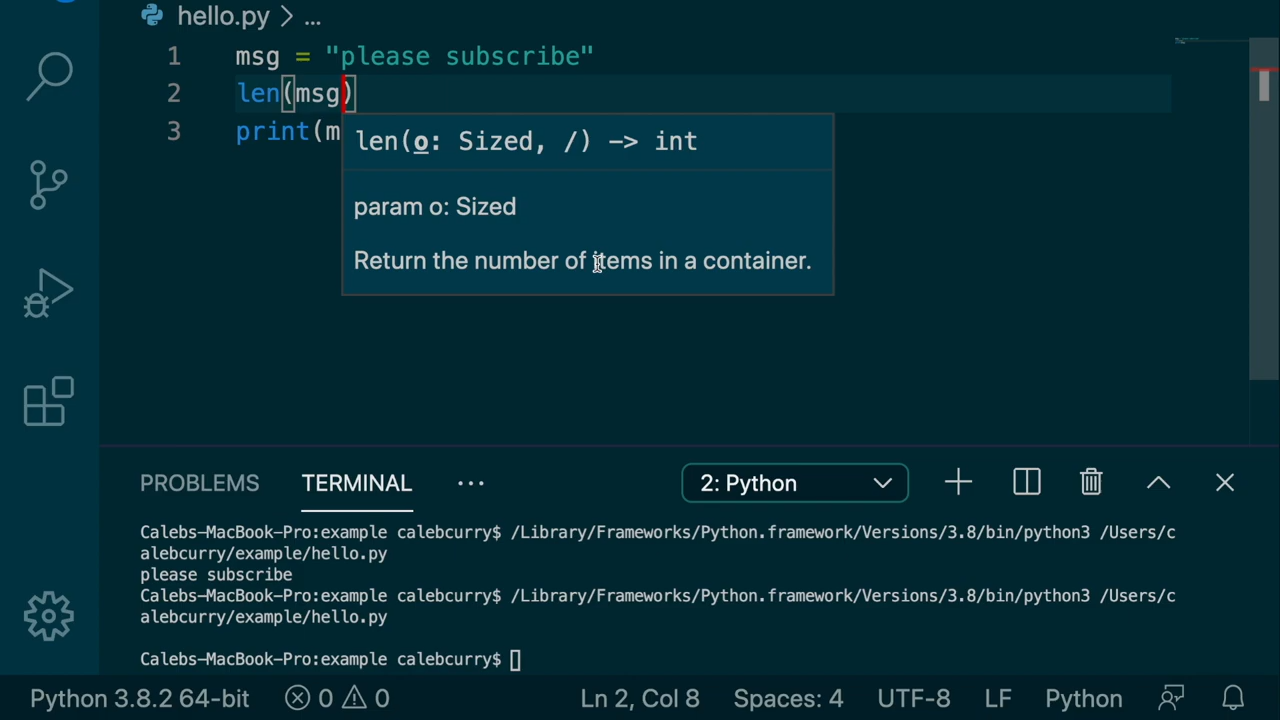 hello.py > ...
1 msg = "please subscribe"
2 len(msg)
3 print(m
len(o: Sized, /) -> int
param o: Sized
Return the number of items in a container.
PROBLEMS TERMINAL ... 2: Python
Calebs-MacBook-Pro:example calebcurry$ /Library/Frameworks/Python.framework/Versions/3.8/bin/python3 /Users/c
alebcurry/example/hello.py
please subscribe
Calebs-MacBook-Pro:example calebcurry$ /Library/Frameworks/Python.framework/Versions/3.8/bin/python3 /Users/c
alebcurry/example/hello.py
Calebs-MacBook-Pro:example calebcurry$
Python 3.8.2 64-bit 0 0 Ln 2, Col 8 Spaces: 4 UTF-8 LF Python